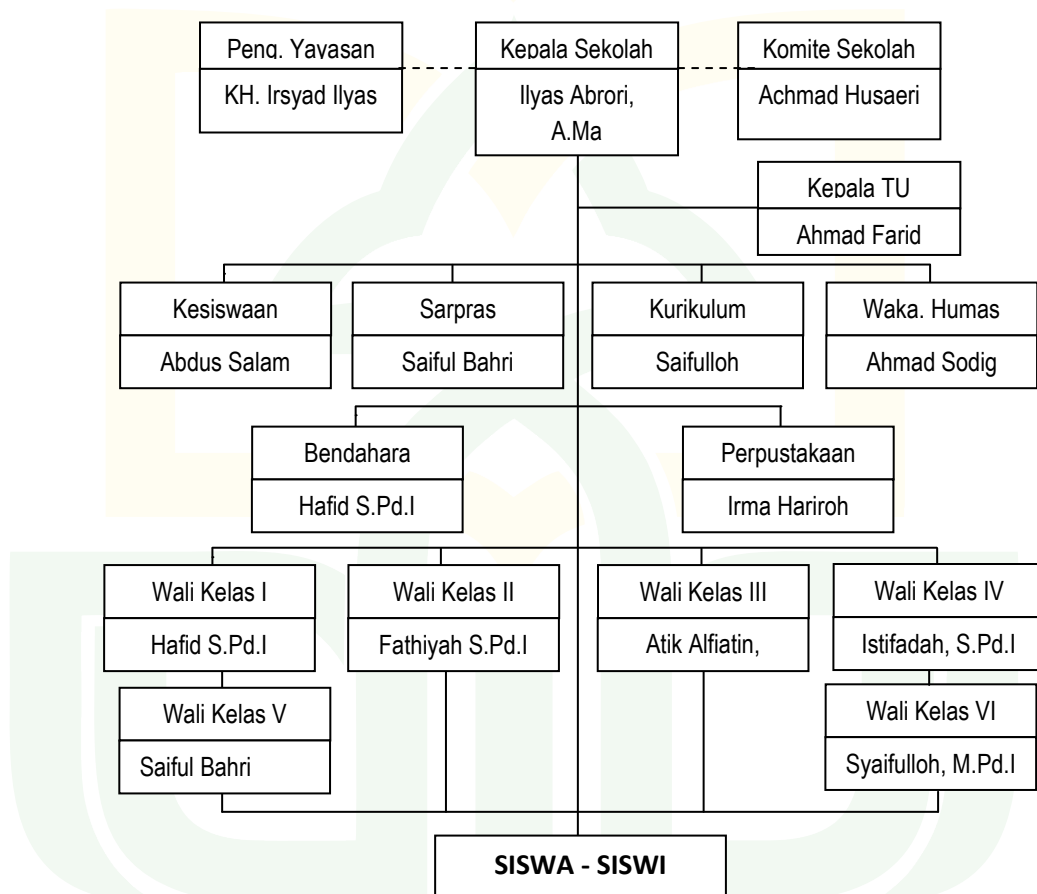 Peng. Yayasan
Kepala Sekolah
Komite Sekolah
KH. Irsyad Ilyas
Ilyas Abrori,
A.Ma
Achmad Husaeri
Kepala TU
Ahmad Farid
Kesiswaan
Sarpras
Kurikulum
Waka. Humas
Abdus Salam
Saiful Bahri
Saifulloh
Ahmad Sodig
Bendahara
Perpustakaan
Hafid S.Pd.I
Irma Hariroh
Wali Kelas I
Wali Kelas II
Wali Kelas III
Wali Kelas IV
Hafid S.Pd.I
Fathiyah S.Pd.I
Atik Alfiatin,
Istifadah, S.Pd.I
Wali Kelas V
Wali Kelas VI
Saiful Bahri
Syaifulloh, M.Pd.I
SISWA - SISWI